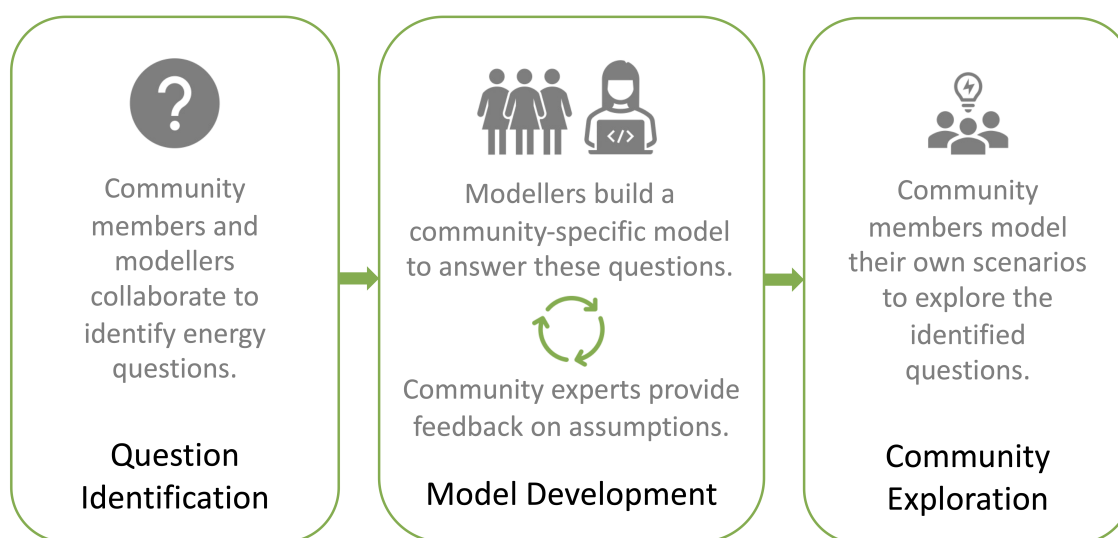 ?
Community
members and
modellers
collaborate to
identify energy
questions.
Question
Identification
</>
Modellers build a
community-specific model
to answer these questions.
Community experts provide
feedback on assumptions.
Model Development
Community
members model
their own scenarios
to explore the
identified
questions.
Community
Exploration